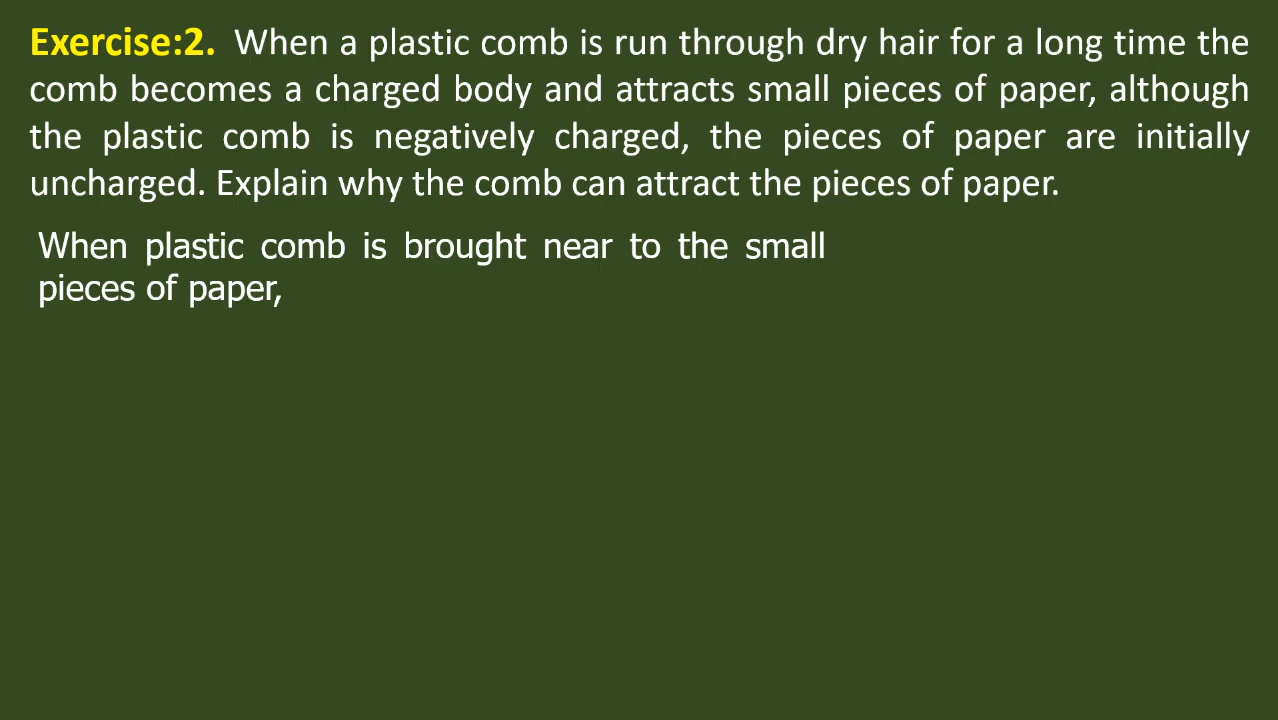 Exercise:2. When a plastic comb is run through dry hair for a long time the
comb becomes a charged body and attracts small pieces of paper, although
the plastic comb is negatively charged, the pieces of paper are initially
uncharged. Explain why the comb can attract the pieces of paper.
When plastic comb is brought near to the small
pieces of paper,